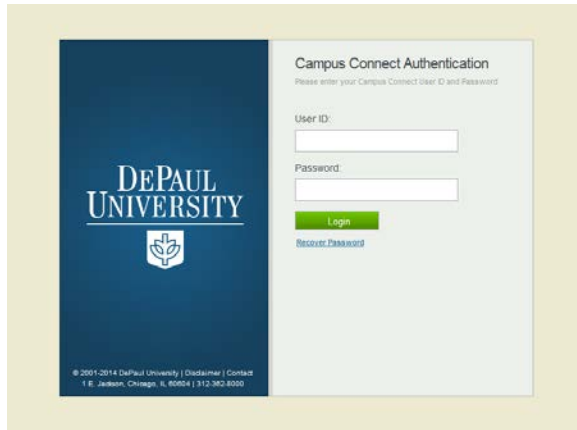 Campus Connect Authentication
Please enter your Campus Connect User ID and Password
User ID:
Password:
Login
Recover Password
DEPAUL
UNIVERSITY
© 2001-2014 DePaul University | Disclaimer | Contact
1 E. Jackson, Chicago, IL 60604 | 312-362-8000